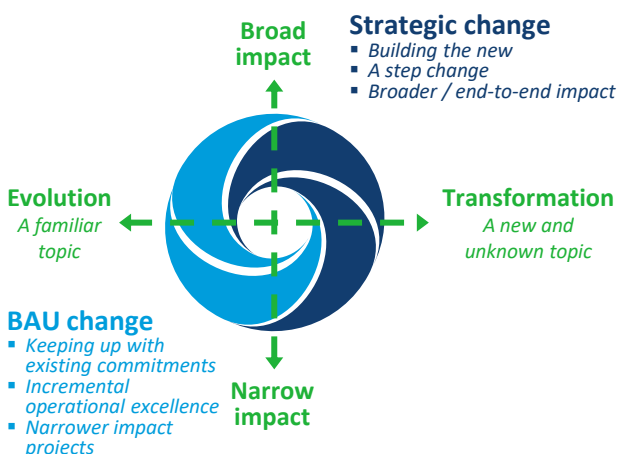 Broad
impact
Strategic change
▪ Building the new
▪ A step change
▪ Broader / end-to-end impact
Evolution
A familiar
topic
Transformation
A new and
unknown topic
BAU change
▪ Keeping up with
existing commitments
▪ Incremental
operational excellence
▪ Narrower impact
projects
Narrow
impact